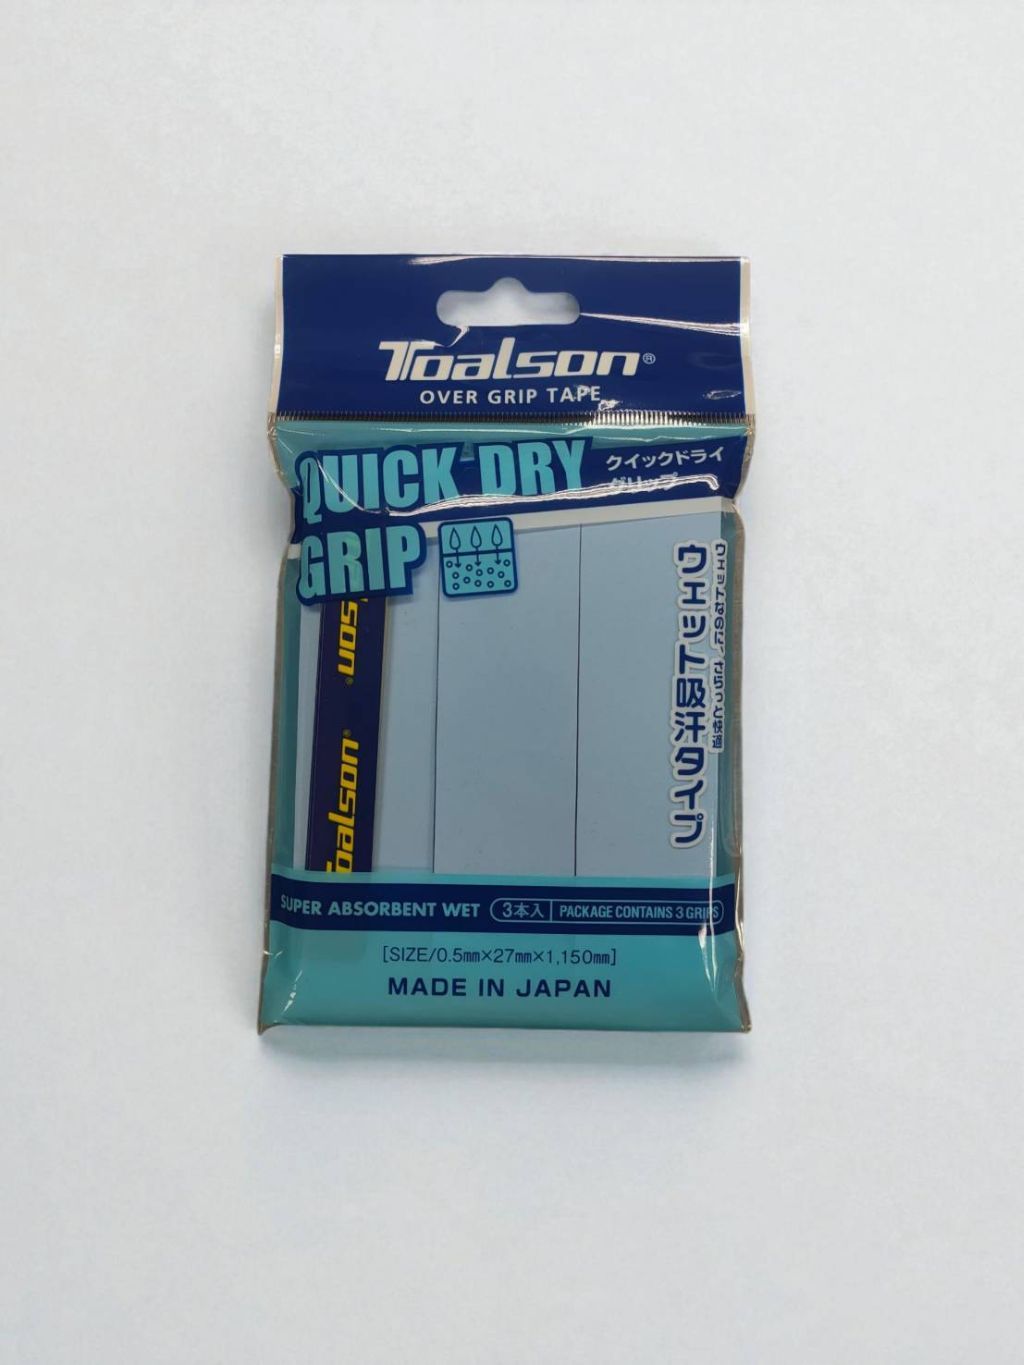 Toalson®
OVER GRIP TAPE
QUICK DRY
GRIP
クイックドライ
グリップ
ウェットなのに、さらっと快適
ウェット吸汗タイプ
son®
Toalson®
SUPER ABSORBENT WET
3本入
PACKAGE CONTAINS 3 GRIPS
[SIZE/0.5mm×27mm×1,150mm]
MADE IN JAPAN